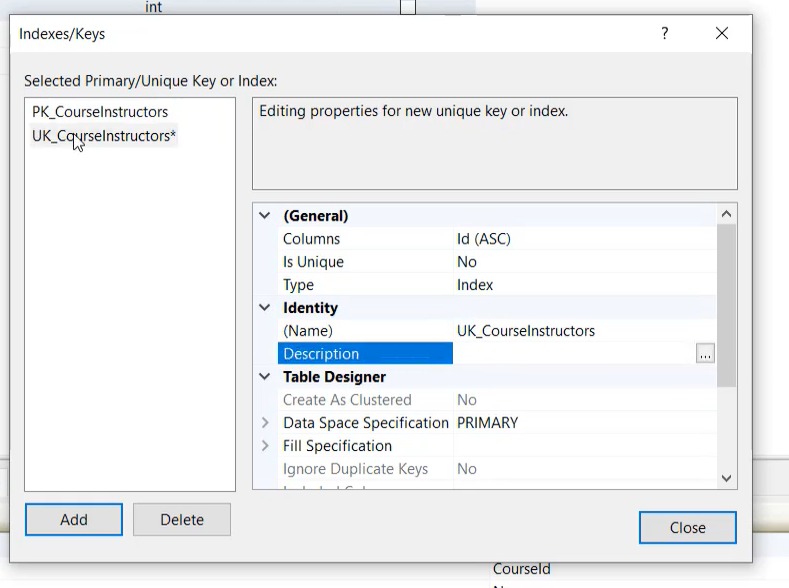 int
Indexes/Keys
?
Selected Primary/Unique Key or Index:
PK_CourseInstructors
UK_CourseInstructors*
Editing properties for new unique key or index.
(General)
Columns Id (ASC)
Is Unique No
Type Index
Identity
(Name) UK_CourseInstructors
Description ...
Table Designer
Create As Clustered No
Data Space Specification PRIMARY
Fill Specification
Ignore Duplicate Keys No
Add Delete
Close
CourseId